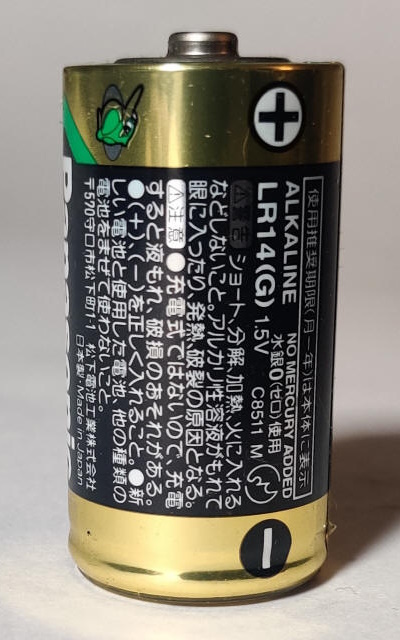 使用推奨期限(月-年)は本体に表示
ALKALINE NO MERCURY ADDED
水銀0(ゼロ)使用
LR14(G) 1.5V C8511 M
⚠警告 ショート、分解、加熱、火に入れる
などしないこと。アルカリ性溶液がもれて
眼に入ったり、発熱、破裂の原因となる。
⚠注意 ●充電式ではないので、充電
すると液もれ、破損のおそれがある。
●(+)、(-)を正しく入れること。●新
しい電池と使用した電池、他の種類の
電池をまぜて使わないこと。
〒570守口市松下町1-1 松下電池工業株式会社
日本製・Made in Japan
Panasonic